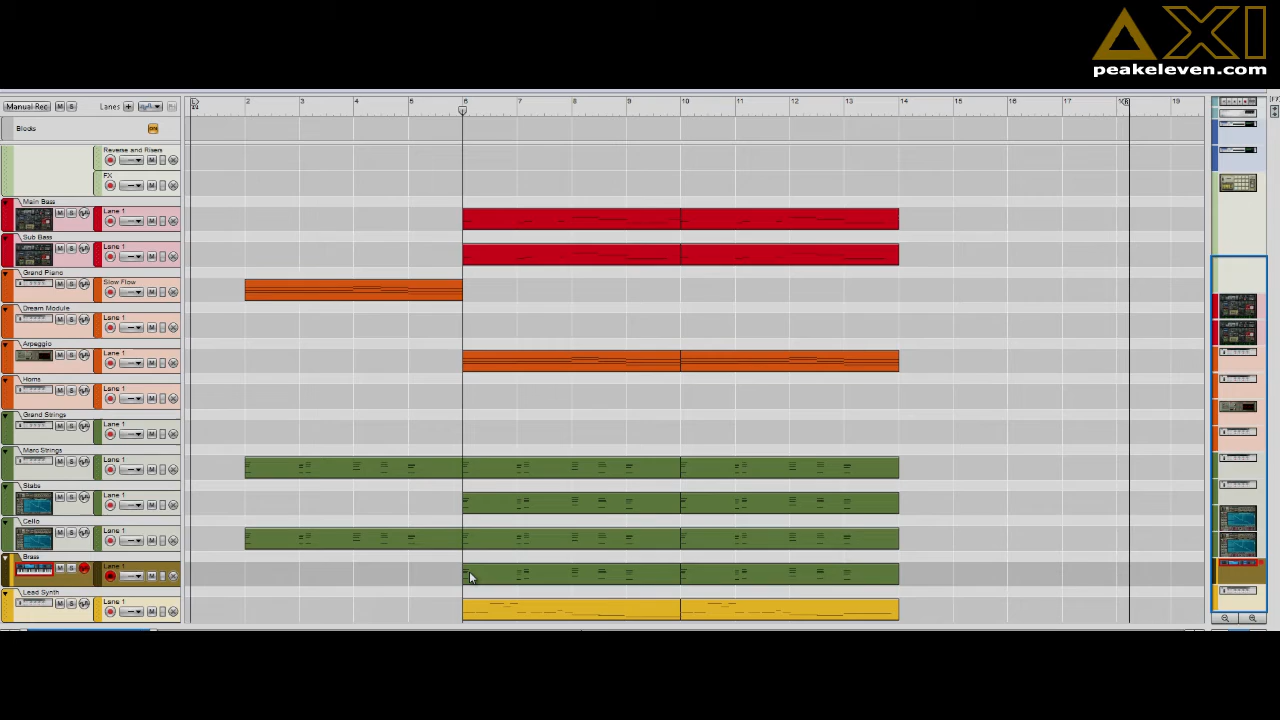 AXI
peakeleven.com
Manual Rec M S Lanes +
2 3 4 5 6 7 8 9 10 11 12 13 14 15 16 17 19
Blocks ON
Reverse and Risers
M
FX
M
Main Bass
M S Lane 1
M
Sub Bass
M S Lane 1
M
Grand Piano
M S Slow Flow
M
Dream Module
M S Lane 1
M
Arpeggio
M S Lane 1
M
Horns
M S Lane 1
M
Grand Strings
M S Lane 1
M
Marc Strings
M S Lane 1
M
Stabs
M S Lane 1
M
Cello
M S Lane 1
M
Brass
M S Lane 1
M
Lead Synth
M S Lane 1
M